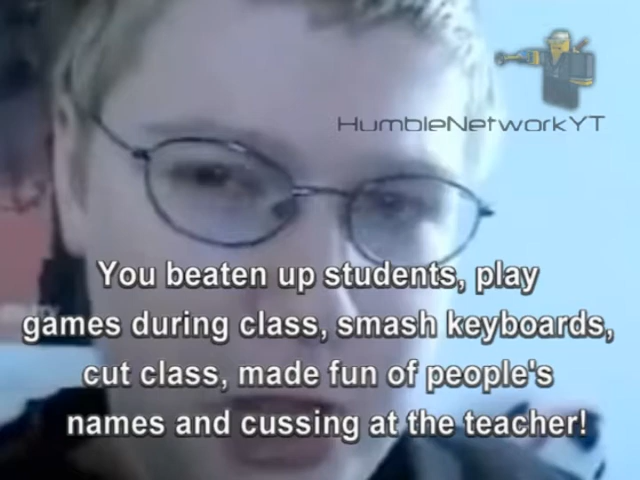 HumbleNetworkYT
You beaten up students, play
games during class, smash keyboards,
cut class, made fun of people's
names and cussing at the teacher!